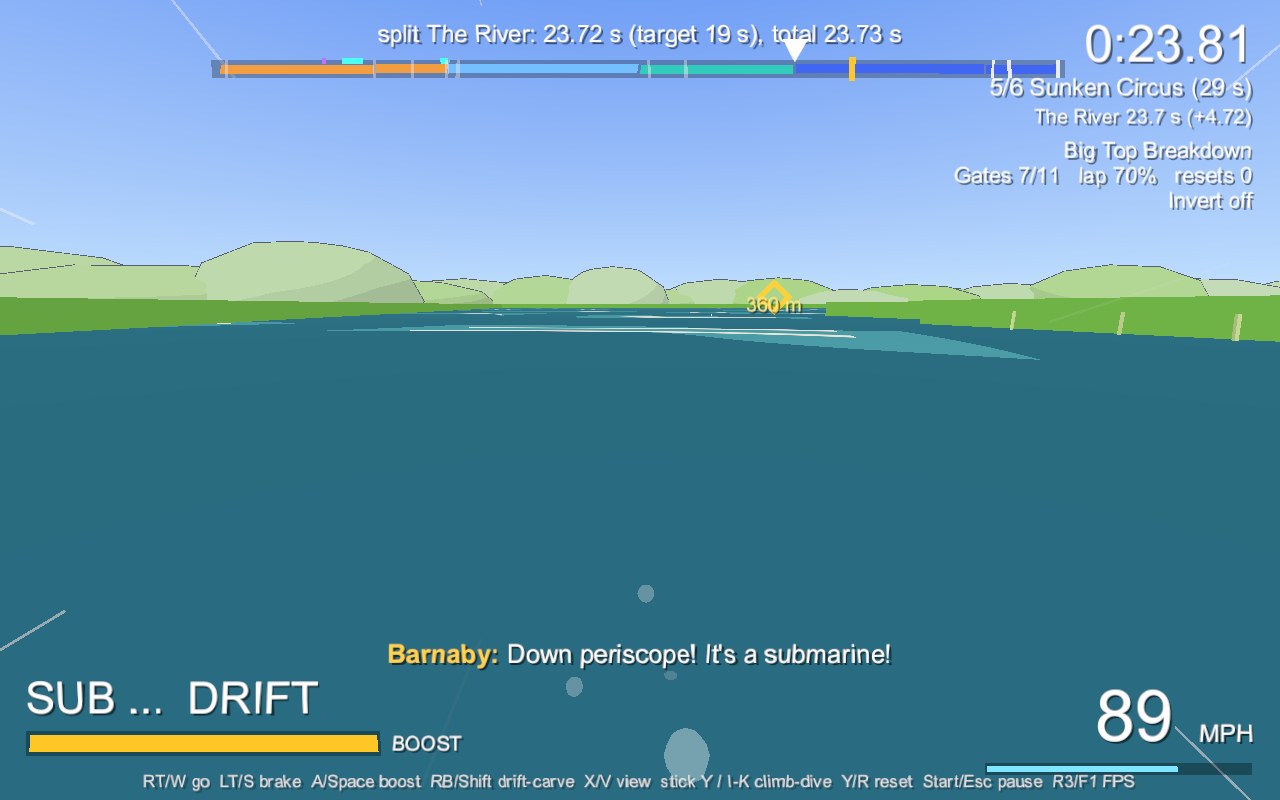 split The River: 23.72 s (target 19 s), total 23.73 s
0:23.81
5/6 Sunken Circus (29 s)
The River 23.7 s (+4.72)
Big Top Breakdown
Gates 7/11 lap 70% resets 0
Invert off
360 m
Barnaby: Down periscope! It's a submarine!
SUB ... DRIFT
BOOST
89 MPH
RT/W go LT/S brake A/Space boost RB/Shift drift-carve X/V view stick Y / I-K climb-dive Y/R reset Start/Esc pause R3/F1 FPS